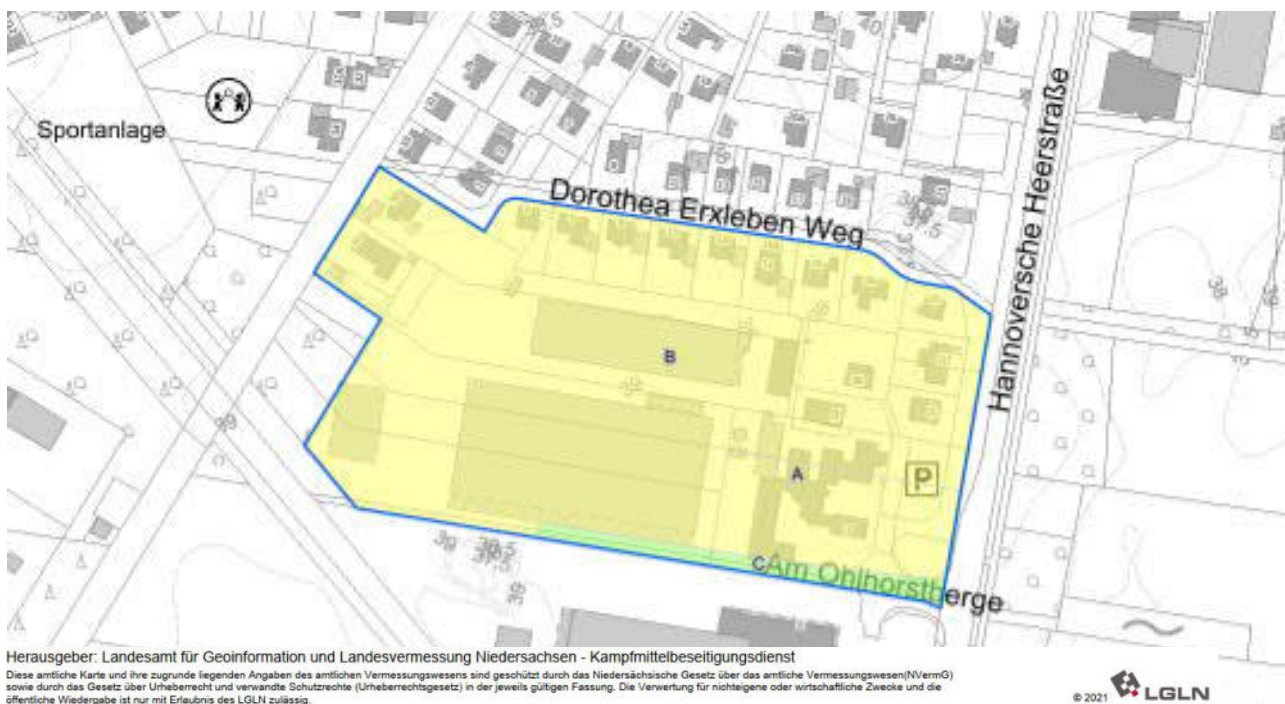 Sportanlage
Dorothea Erxleben Weg
Hannoversche Heerstraße
B
A
P
C
Am Ohlhorstberge
39
38
Herausgeber: Landesamt für Geoinformation und Landesvermessung Niedersachsen - Kampfmittelbeseitigungsdienst
Diese amtliche Karte und ihre zugrunde liegenden Angaben des amtlichen Vermessungswesens sind geschützt durch das Niedersächsische Gesetz über das amtliche Vermessungswesen(NVermG)
sowie durch das Gesetz über Urheberrecht und verwandte Schutzrechte (Urheberrechtsgesetz) in der jeweils gültigen Fassung. Die Verwertung für nichteigene oder wirtschaftliche Zwecke und die
öffentliche Wiedergabe ist nur mit Erlaubnis des LGLN zulässig.
© 2021 LGLN